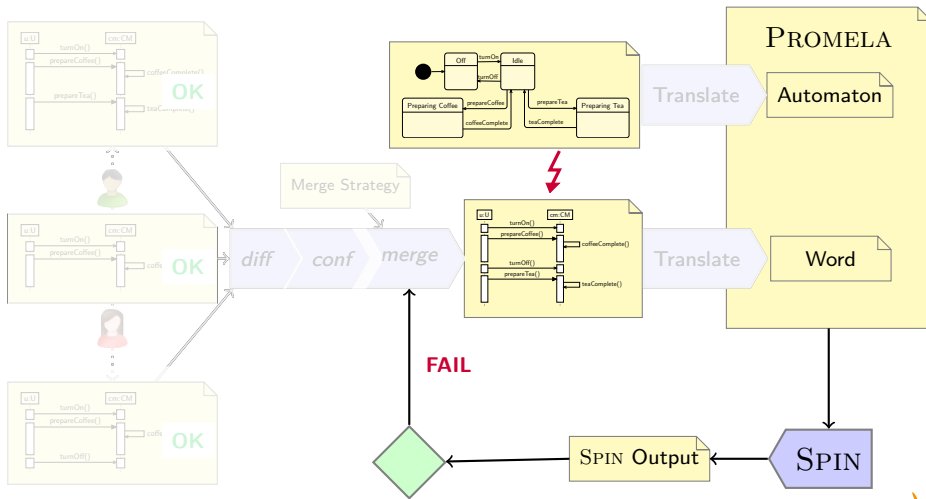 u:U cm:CM
turnOn()
prepareCoffee()
coffeeComplete()
prepareTea()
teaComplete()
OK
u:U cm:CM
turnOn()
prepareCoffee()
OK
u:U cm:CM
turnOn()
prepareCoffee()
turnOff()
OK
Merge Strategy
diff conf merge
Off turnOn Idle
turnOff
Preparing Coffee prepareCoffee prepareTea Preparing Tea
coffeeComplete teaComplete
u:U cm:CM
turnOn()
prepareCoffee()
coffeeComplete()
turnOff()
prepareTea()
teaComplete()
Translate
Translate
PROMELA
Automaton
Word
FAIL
SPIN Output
SPIN